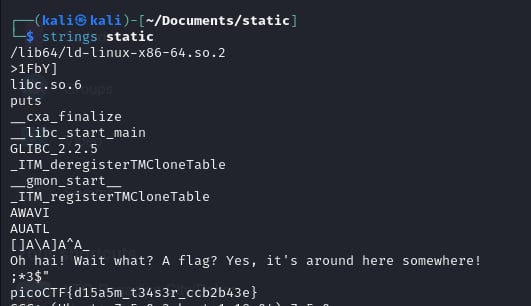 ┌──(kali㉿kali)-[~/Documents/static]
└─$ strings static
/lib64/ld-linux-x86-64.so.2
>1FbY]
libc.so.6
puts
__cxa_finalize
__libc_start_main
GLIBC_2.2.5
_ITM_deregisterTMCloneTable
__gmon_start__
_ITM_registerTMCloneTable
AWAVI
AUATL
[]A\A]A^A_
Oh hai! Wait what? A flag? Yes, it's around here somewhere!
;*3$"
picoCTF{d15a5m_t34s3r_ccb2b43e}